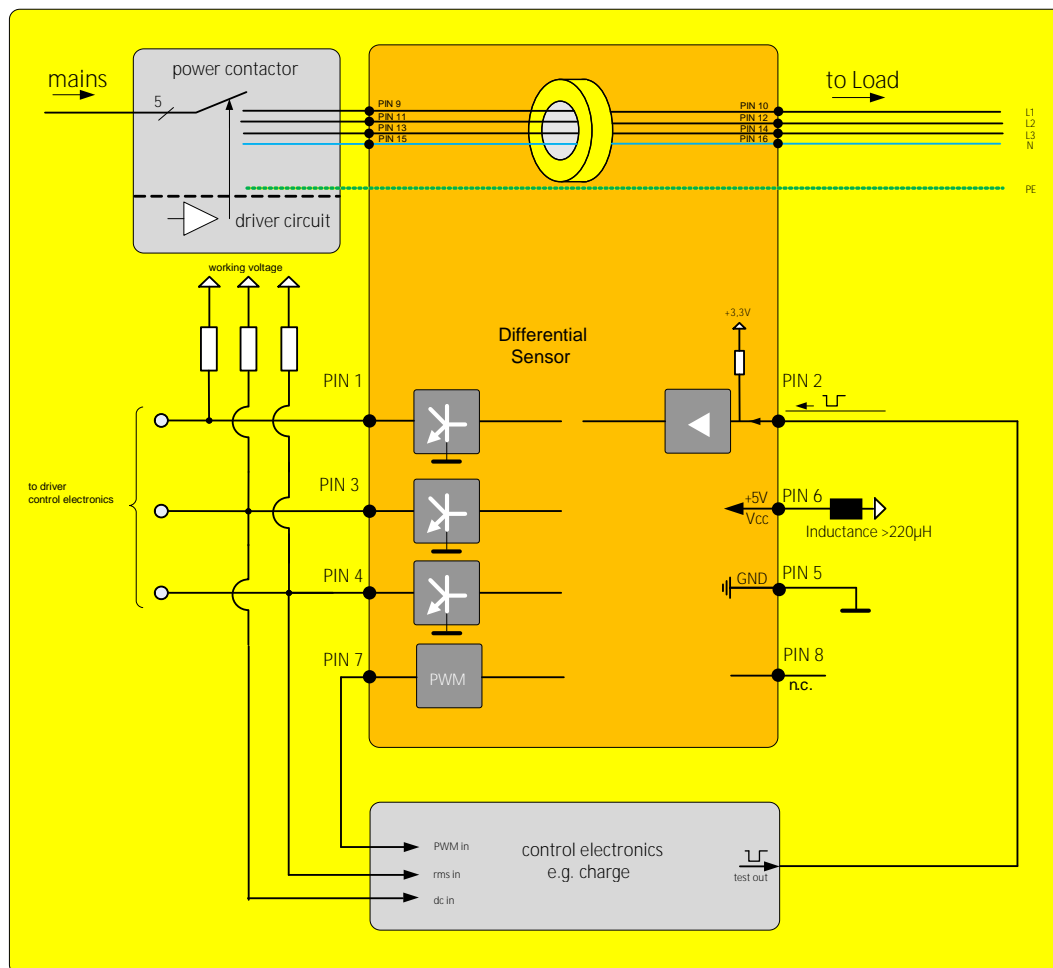 mains
power contactor
to Load
5
PIN 9
PIN 10
L1
PIN 11
PIN 12
L2
PIN 13
PIN 14
L3
PIN 15
PIN 16
N
PE
driver circuit
working voltage
+3,3V
Differential
Sensor
PIN 1
PIN 2
to driver
control electronics
PIN 3
PIN 6
+5V
Vcc
Inductance >220µH
PIN 4
PIN 5
GND
PIN 7
PIN 8
PWM
n.c.
PWM in
control electronics
e.g. charge
rms in
test out
dc in